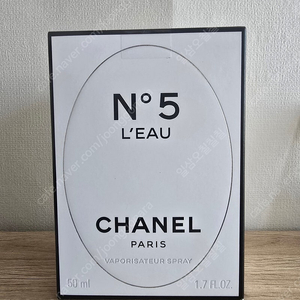 N°5
L'EAU
CHANEL
PARIS
VAPORISATEUR SPRAY
50 ml 1.7 FL. OZ.